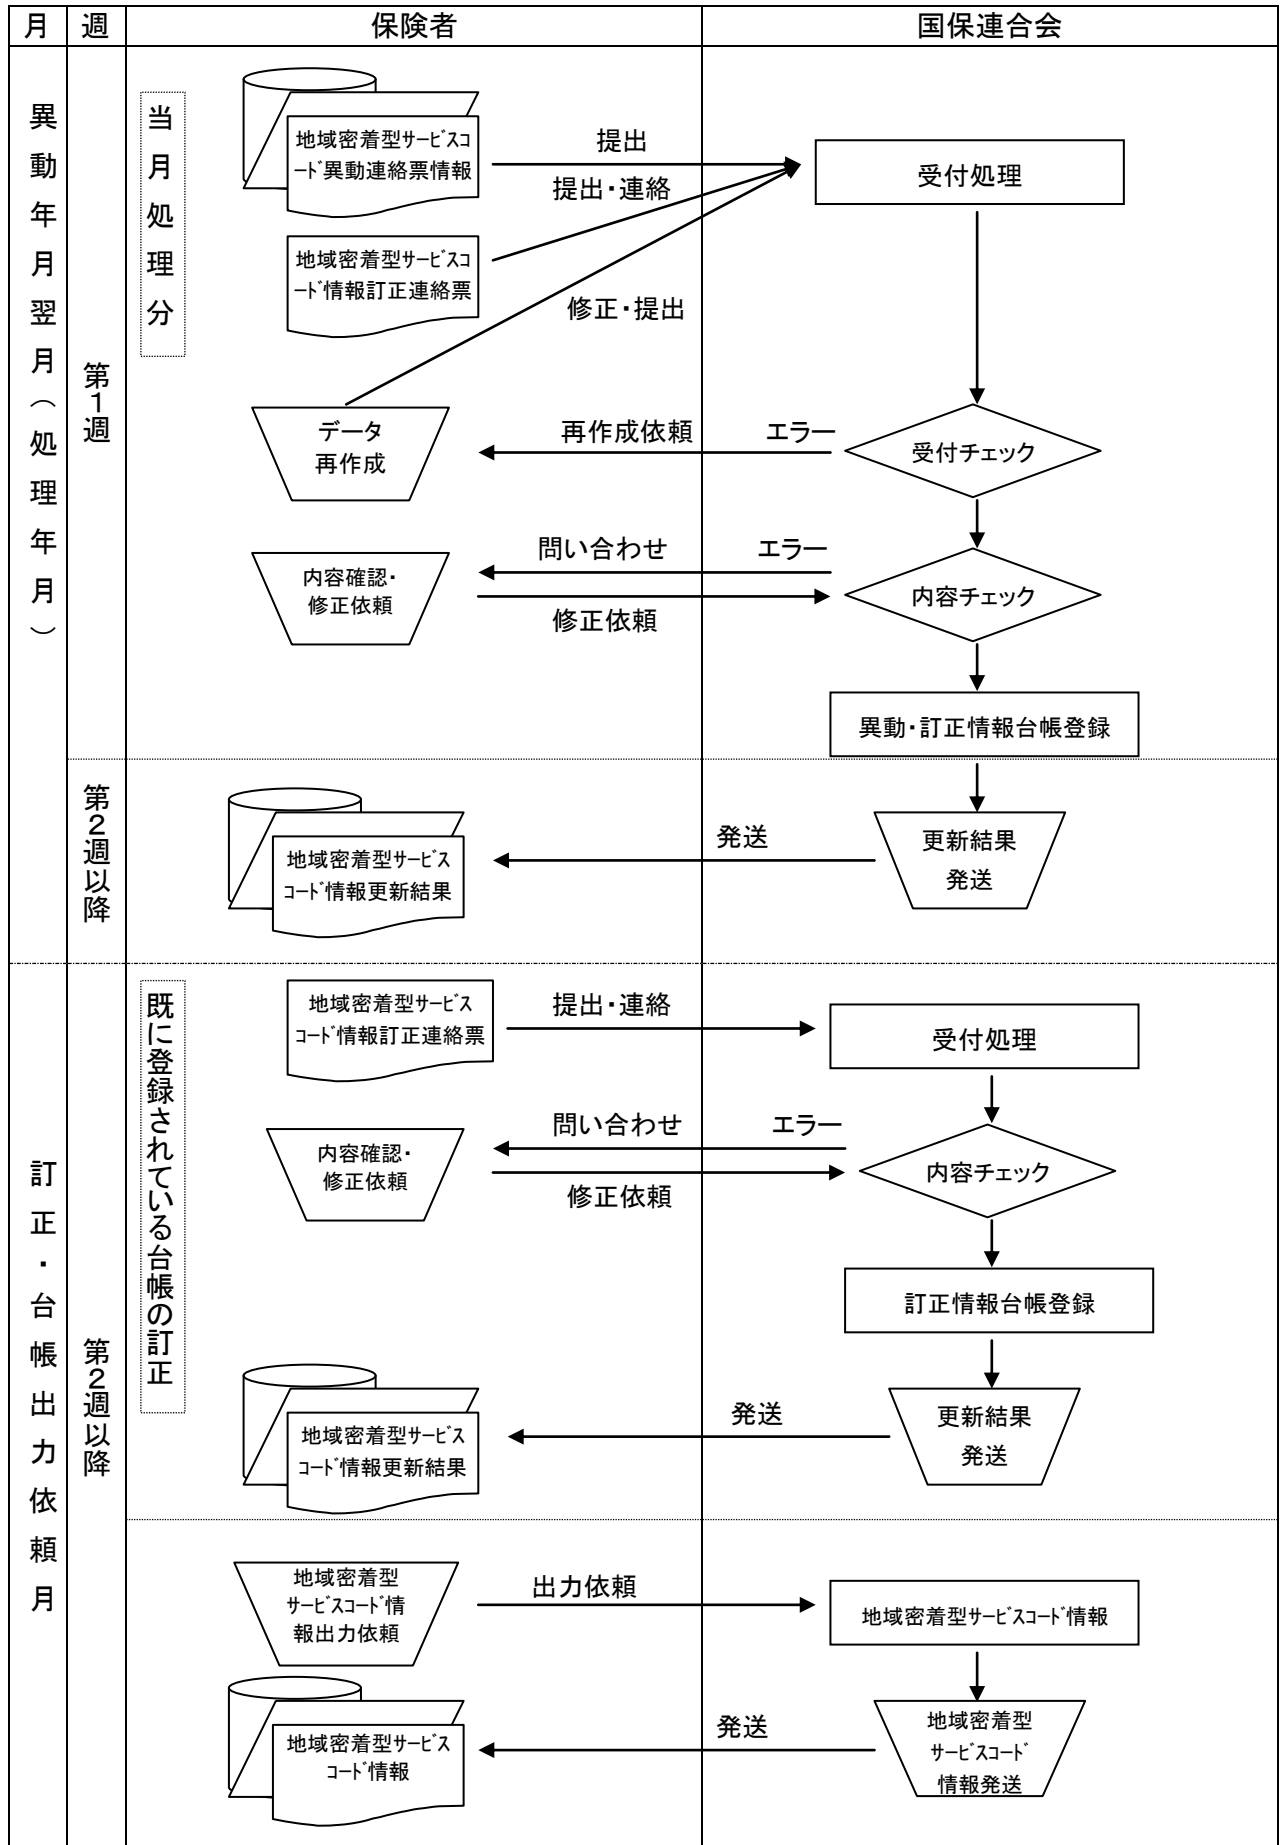 月 週 保険者 国保連合会
異動年月翌月（処理年月）
第1週
当月処理分
地域密着型サービスコ
ード異動連絡票情報
提出
受付処理
提出・連絡
地域密着型サービスコ
ード情報訂正連絡票
修正・提出
データ
再作成
再作成依頼
エラー
受付チェック
問い合わせ
エラー
内容確認・
修正依頼
修正依頼
内容チェック
異動・訂正情報台帳登録
第2週以降
地域密着型サービス
コード情報更新結果
発送
更新結果
発送
訂正・台帳出力依頼月
第2週以降
既に登録されている台帳の訂正
地域密着型サービス
コード情報訂正連絡票
提出・連絡
受付処理
問い合わせ
エラー
内容確認・
修正依頼
修正依頼
内容チェック
訂正情報台帳登録
地域密着型サービス
コード情報更新結果
発送
更新結果
発送
地域密着型
サービスコード情
報出力依頼
出力依頼
地域密着型サービスコード情報
地域密着型サービス
コード情報
発送
地域密着型
サービスコード
情報発送